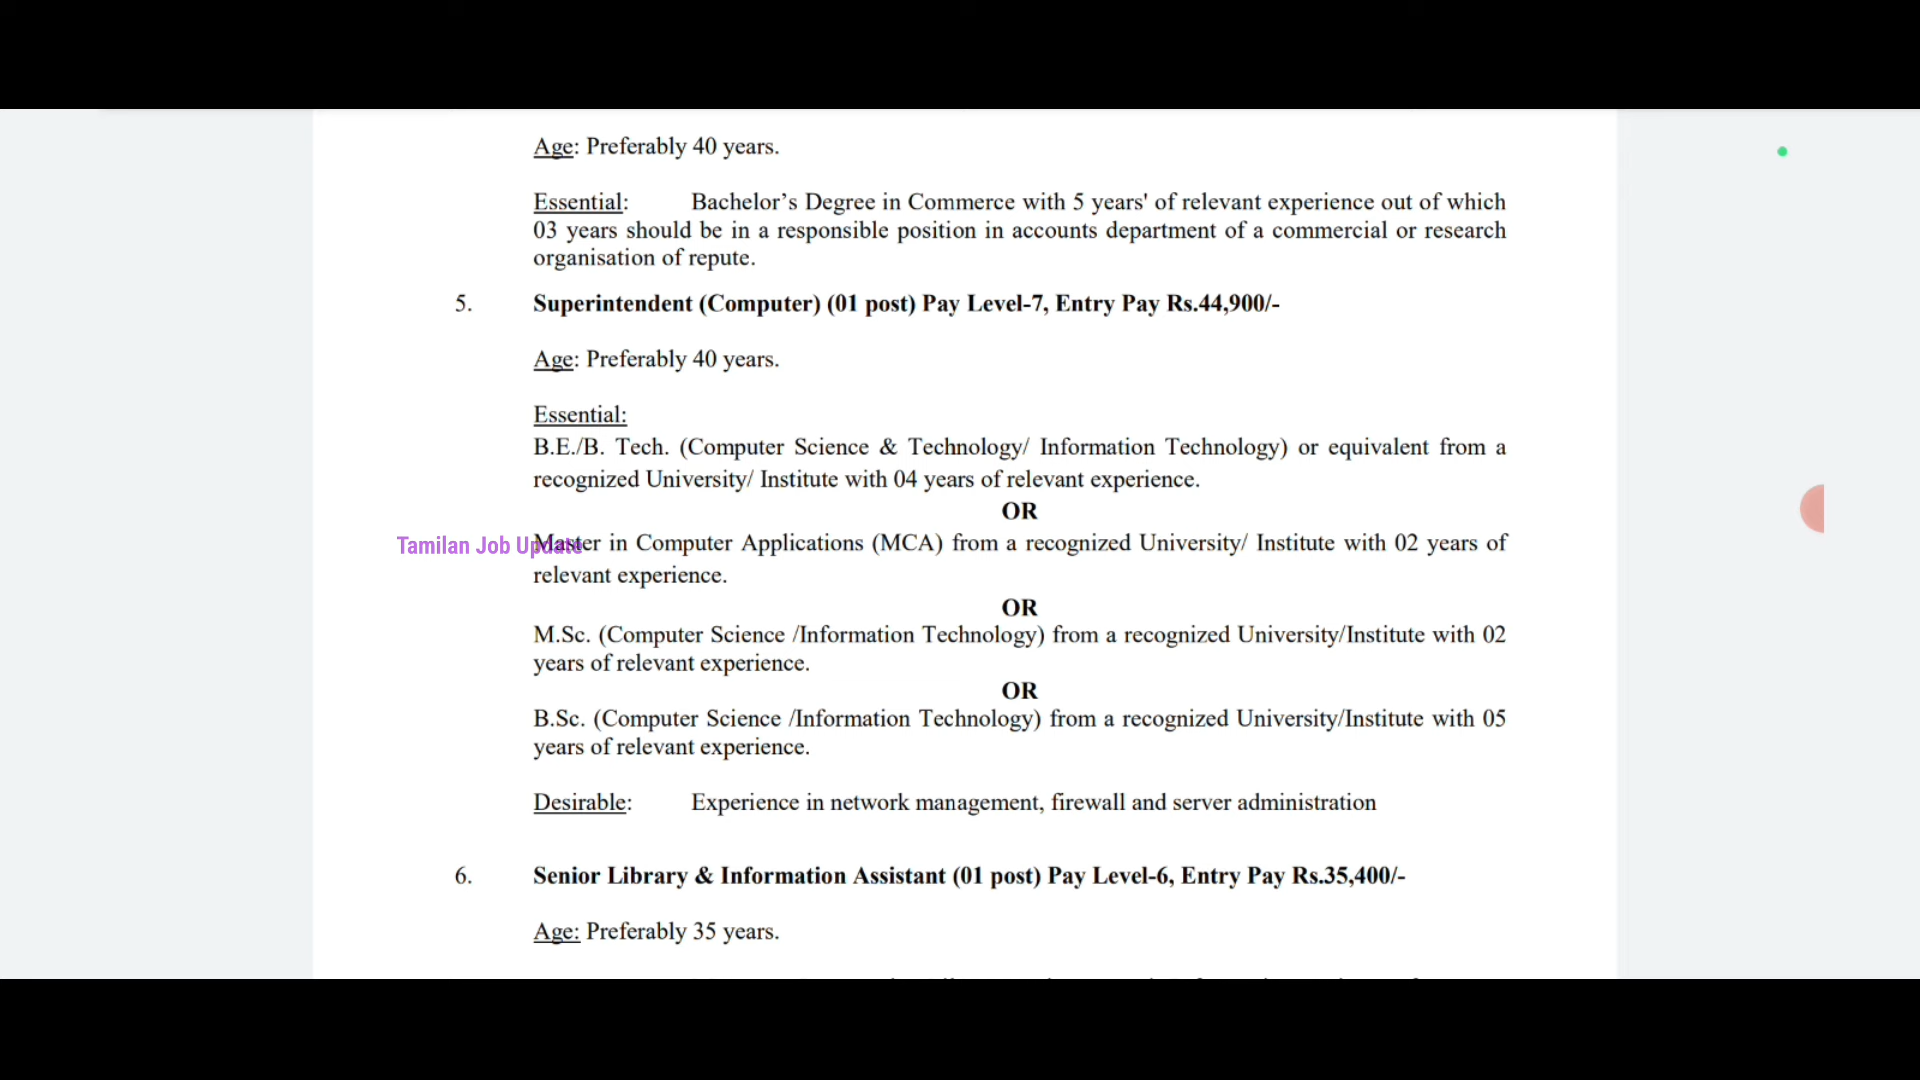 Age: Preferably 40 years.
Essential: Bachelor’s Degree in Commerce with 5 years' of relevant experience out of which
03 years should be in a responsible position in accounts department of a commercial or research
organisation of repute.
5. Superintendent (Computer) (01 post) Pay Level-7, Entry Pay Rs.44,900/-
Age: Preferably 40 years.
Essential:
B.E./B. Tech. (Computer Science & Technology/ Information Technology) or equivalent from a
recognized University/ Institute with 04 years of relevant experience.
OR
Tamilan Job Update
Master in Computer Applications (MCA) from a recognized University/ Institute with 02 years of
relevant experience.
OR
M.Sc. (Computer Science /Information Technology) from a recognized University/Institute with 02
years of relevant experience.
OR
B.Sc. (Computer Science /Information Technology) from a recognized University/Institute with 05
years of relevant experience.
Desirable: Experience in network management, firewall and server administration
6. Senior Library & Information Assistant (01 post) Pay Level-6, Entry Pay Rs.35,400/-
Age: Preferably 35 years.